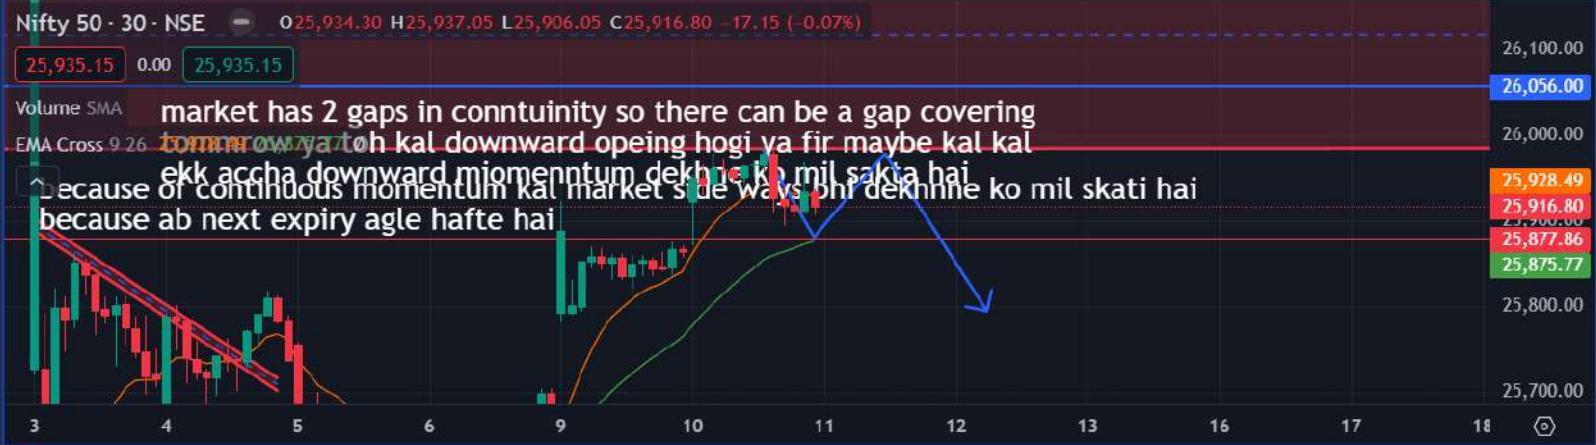 Nifty 50 · 30 · NSE O25,934.30 H25,937.05 L25,906.05 C25,916.80 −17.15 (−0.07%)
25,935.15 0.00 25,935.15
Volume SMA
market has 2 gaps in conntuinity so there can be a gap covering
EMA Cross 9 26
tommrow ya toh kal downward opeing hogi ya fir maybe kal kal
ekk accha downward miomenntum dekhne ko mil sakta hai
because of continuous momentum kal market side ways bhi dekhnne ko mil skati hai
because ab next expiry agle hafte hai
26,100.00
26,056.00
26,000.00
25,928.49
25,916.80
25,900.00
25,877.86
25,875.77
25,800.00
25,700.00
3 4 5 6 9 10 11 12 13 16 17 18